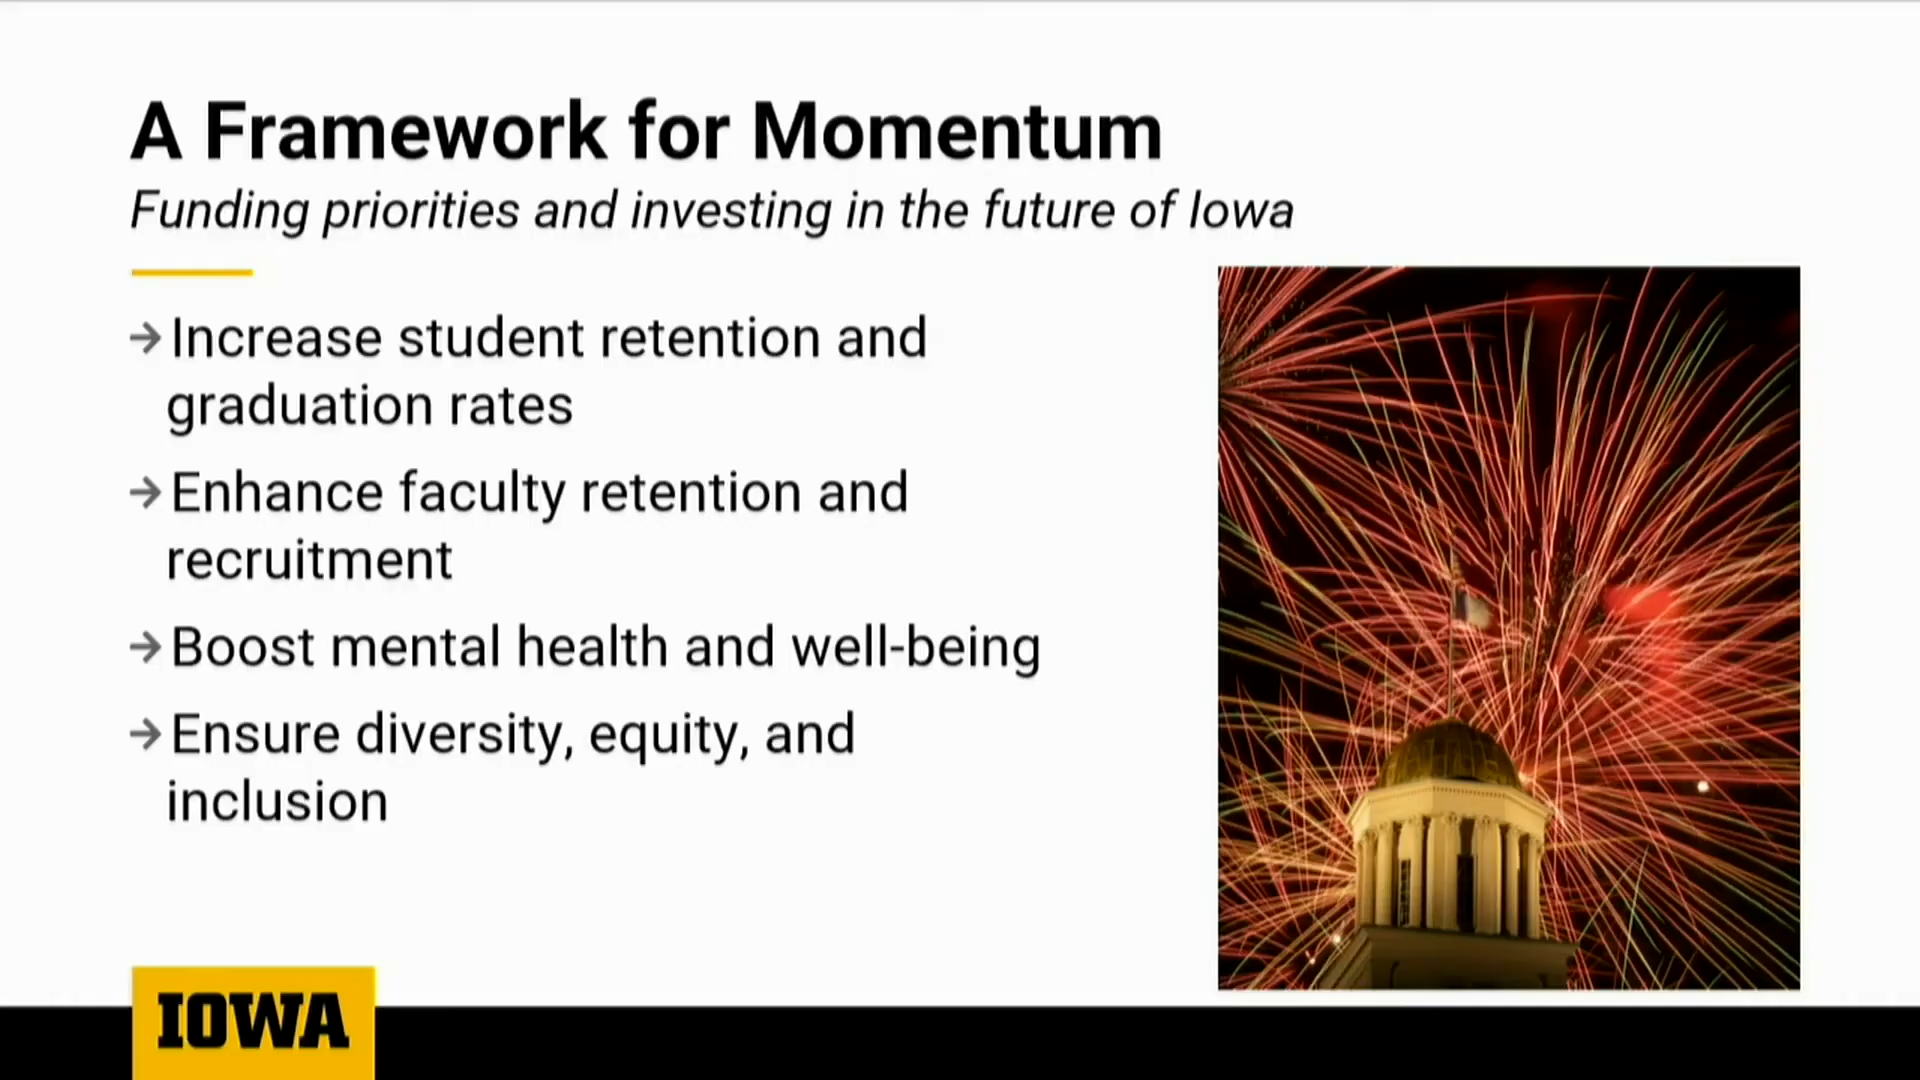 A Framework for Momentum
Funding priorities and investing in the future of Iowa
→Increase student retention and
graduation rates
→Enhance faculty retention and
recruitment
→Boost mental health and well-being
→Ensure diversity, equity, and
inclusion
IOWA